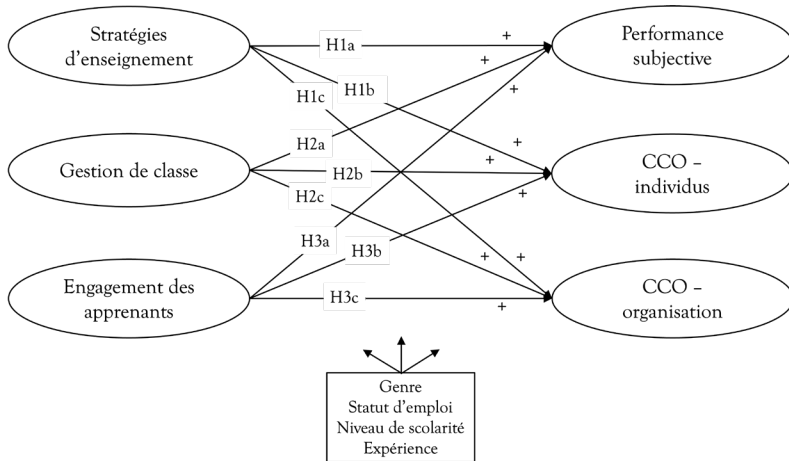 Stratégies
d'enseignement
H1a
+
Performance
subjective
H1b
+
H1c
+
Gestion de classe
H2a
+
H2b
+
CCO –
individus
H2c
+
+
Engagement des
apprenants
H3a
+
H3b
+
H3c
+
CCO –
organisation
Genre
Statut d'emploi
Niveau de scolarité
Expérience